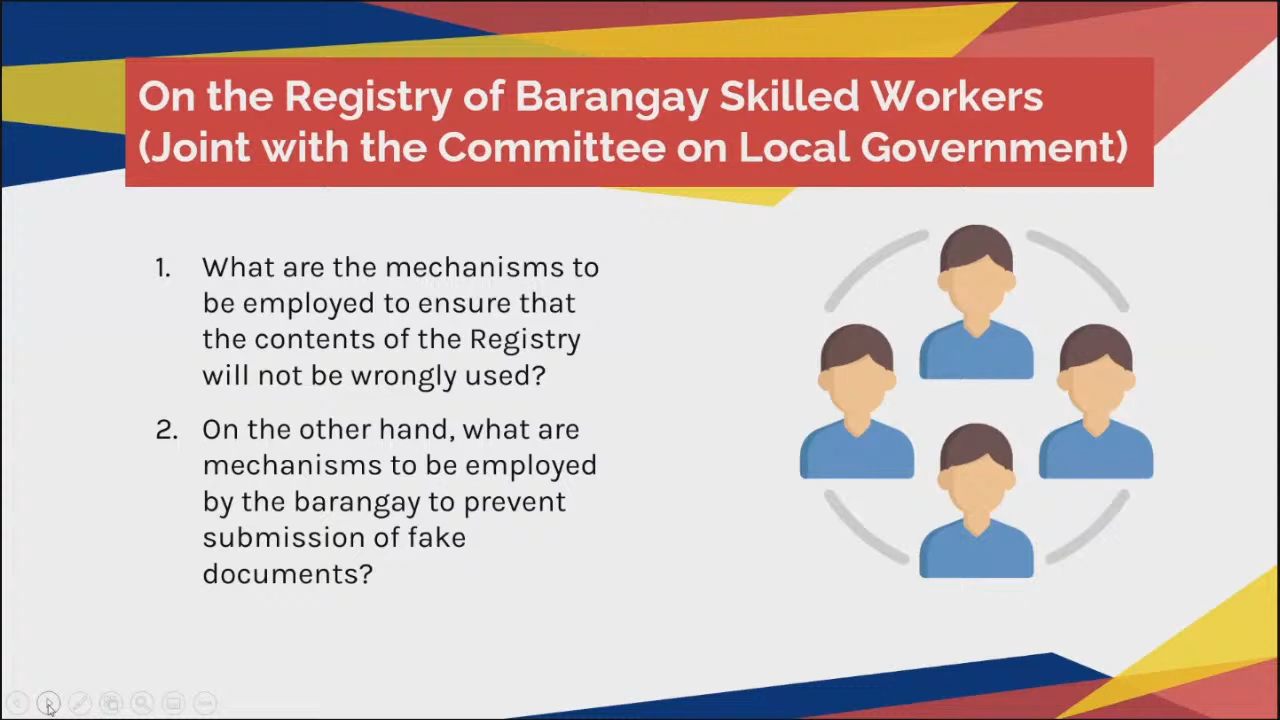 On the Registry of Barangay Skilled Workers
(Joint with the Committee on Local Government)
1. What are the mechanisms to
be employed to ensure that
the contents of the Registry
will not be wrongly used?
2. On the other hand, what are
mechanisms to be employed
by the barangay to prevent
submission of fake
documents?